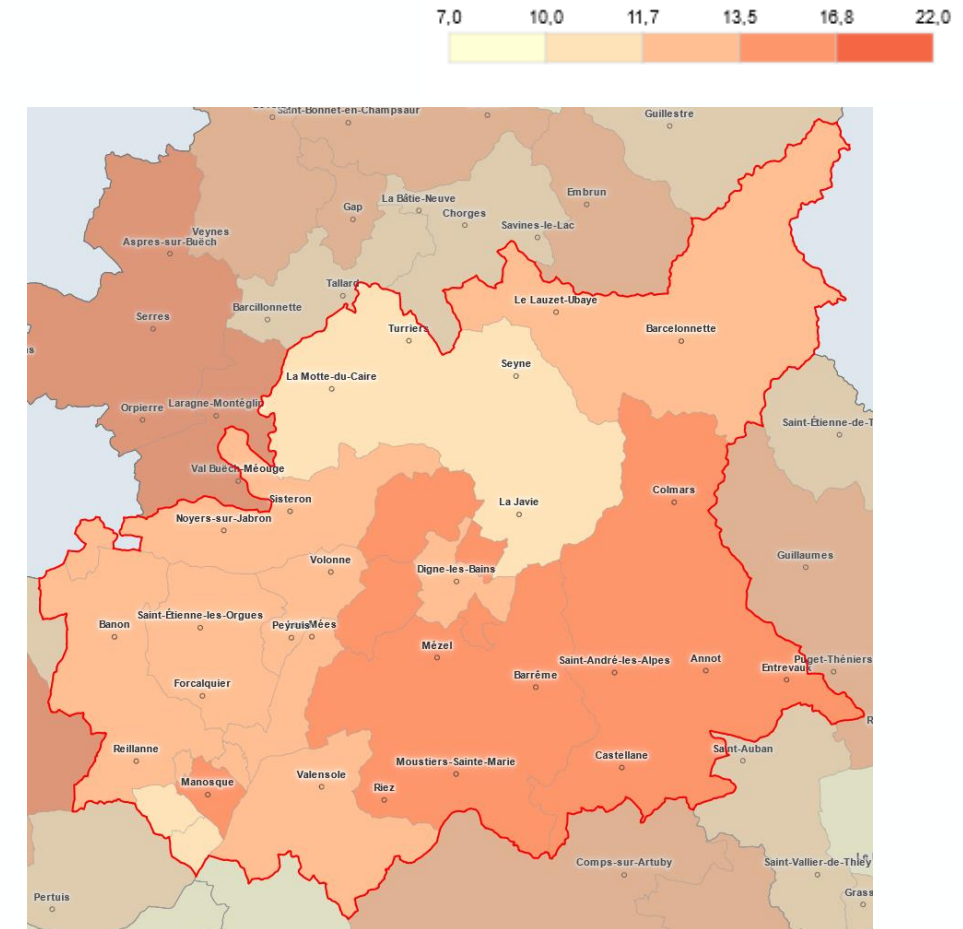 7,0 10,0 11,7 13,5 16,8 22,0
Saint-Bonnet-en-Champsaur
Guillestre
Embrun
La Bâtie-Neuve
Gap
Chorges
Savines-le-Lac
Veynes
Aspres-sur-Buëch
Tallard
Le Lauzet-Ubaye
Barcillonnette
Serres
Turriers
Barcelonnette
Seyne
La Motte-du-Caire
Laragne-Montéglin
Orpierre
Saint-Étienne-de-T
Val Buëch-Méouge
Colmars
Sisteron
La Javie
Noyers-sur-Jabron
Guillaumes
Volonne
Digne-les-Bains
Saint-Étienne-les-Orgues
Banon
Mées
Mézel
Saint-André-les-Alpes
Annot
Puget-Théniers
Entrevaux
Barrême
Forcalquier
Reillanne
Saint-Auban
Castellane
Moustiers-Sainte-Marie
Valensole
Manosque
Riez
Comps-sur-Artuby
Saint-Vallier-de-Thiey
Grass
Pertuis